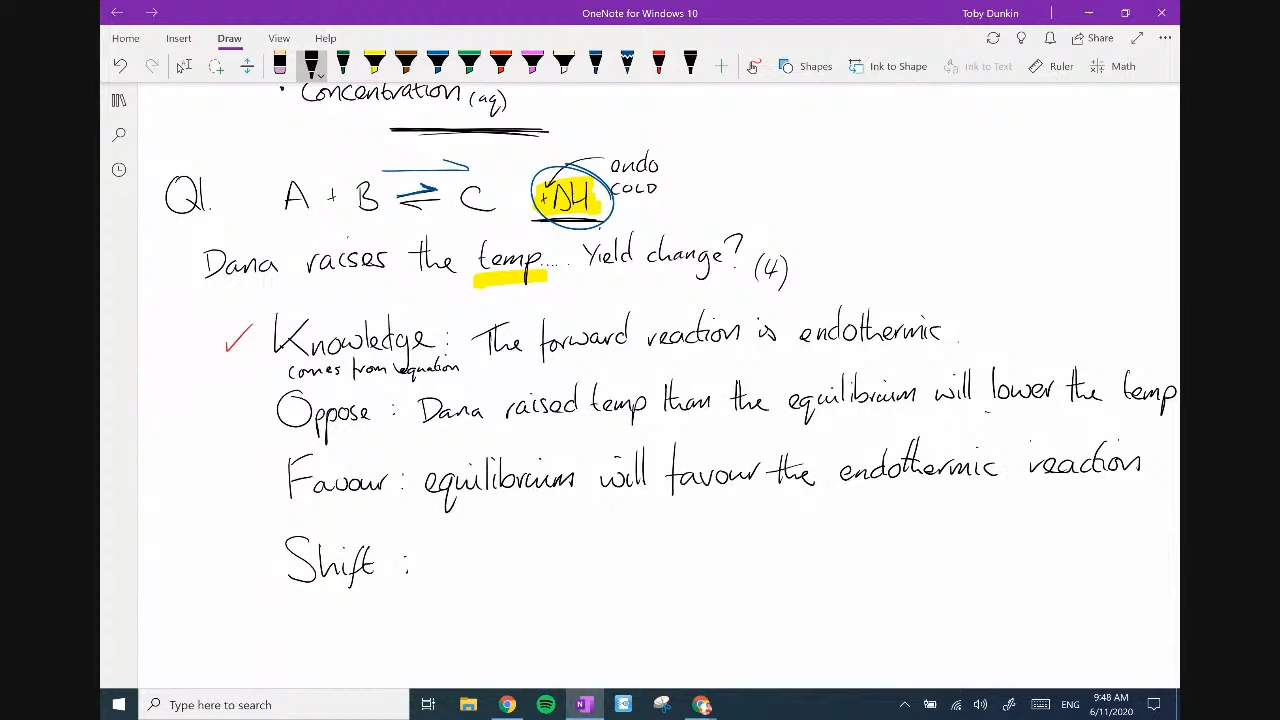 OneNote for Windows 10
Toby Dunkin
Home Insert Draw View Help
Share
Shapes Ink to Shape Ink to Text Ruler Math
• Concentration (aq)
Q1. A + B ⇌ C +ΔH
endo
COLD
Dana raises the temp.... Yield change? (4)
✓ Knowledge: The forward reaction is endothermic.
comes from equation
Oppose : Dana raised temp than the equilibrium will lower the temp
Favour : equilibrium will favour the endothermic reaction
Shift :
Type here to search
ENG
9:48 AM
6/11/2020